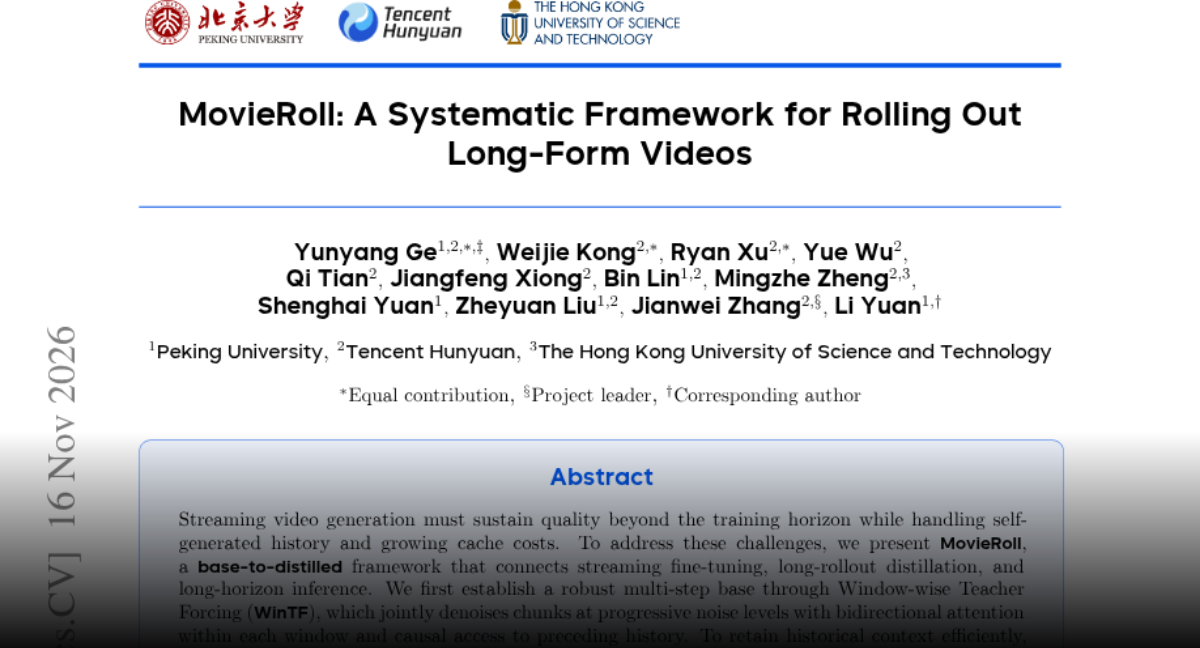 北京大学
PEKING UNIVERSITY
Tencent
Hunyuan
THE HONG KONG
UNIVERSITY OF SCIENCE
AND TECHNOLOGY
MovieRoll: A Systematic Framework for Rolling Out
Long-Form Videos
Yunyang Ge1,2,*,‡, Weijie Kong2,*, Ryan Xu2,*, Yue Wu2,
Qi Tian2, Jiangfeng Xiong2, Bin Lin1,2, Mingzhe Zheng2,3,
Shenghai Yuan1, Zheyuan Liu1,2, Jianwei Zhang2,§, Li Yuan1,†
1Peking University, 2Tencent Hunyuan, 3The Hong Kong University of Science and Technology
*Equal contribution, §Project leader, †Corresponding author
s.CV] 16 Nov 2026
Abstract
Streaming video generation must sustain quality beyond the training horizon while handling self-
generated history and growing cache costs. To address these challenges, we present MovieRoll,
a base-to-distilled framework that connects streaming fine-tuning, long-rollout distillation, and
long-horizon inference. We first establish a robust multi-step base through Window-wise Teacher
Forcing (WinTF), which jointly denoises chunks at progressive noise levels with bidirectional attention
within each window and causal access to preceding history. To retain historical context efficiently,